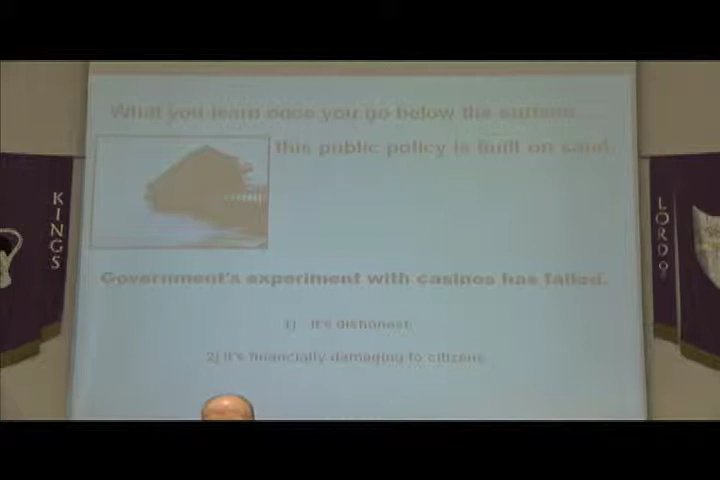 What you learn once you go below the surface...
this public policy is built on sand.
Government's experiment with casinos has failed.
1) It's dishonest.
2) It's financially damaging to citizens.
KINGS
LORD